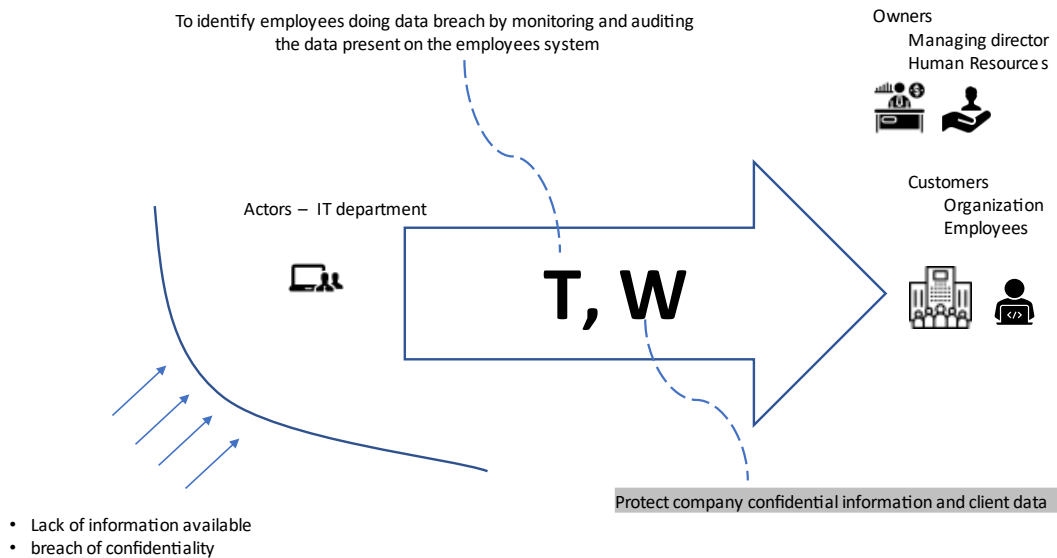 To identify employees doing data breach by monitoring and auditing
the data present on the employees system
Owners
Managing director
Human Resources
Actors – IT department
Customers
Organization
Employees
T, W
Protect company confidential information and client data
• Lack of information available
• breach of confidentiality